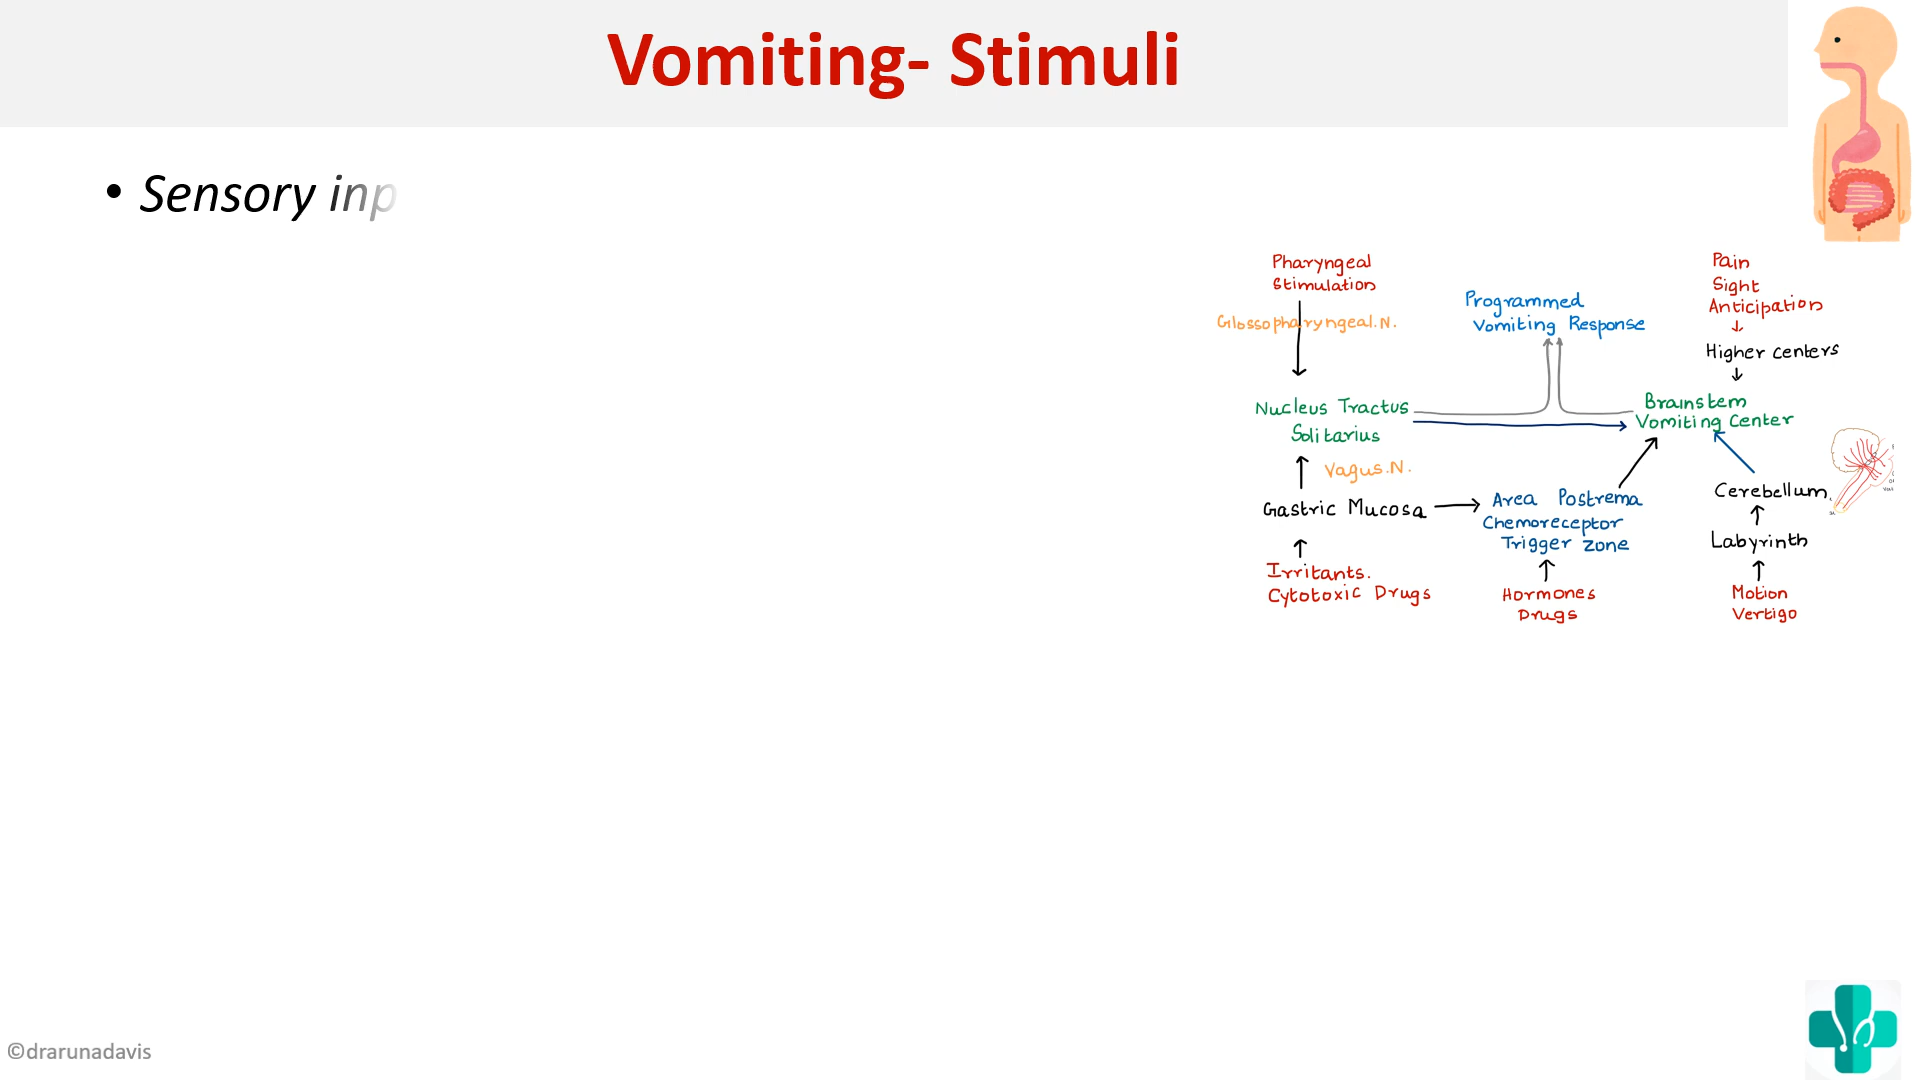 Vomiting- Stimuli
• Sensory inp
Pharyngeal
Stimulation
Glossopharyngeal.N.
Programmed
Vomiting Response
Pain
Sight
Anticipation
Higher centers
Nucleus Tractus
Solitarius
Brainstem
Vomiting Center
Vagus.N.
Gastric Mucosa
Area Postrema
Chemoreceptor
Trigger Zone
Cerebellum
Labyrinth
Irritants.
Cytotoxic Drugs
Hormones
Drugs
Motion
Vertigo
©drarunadavis